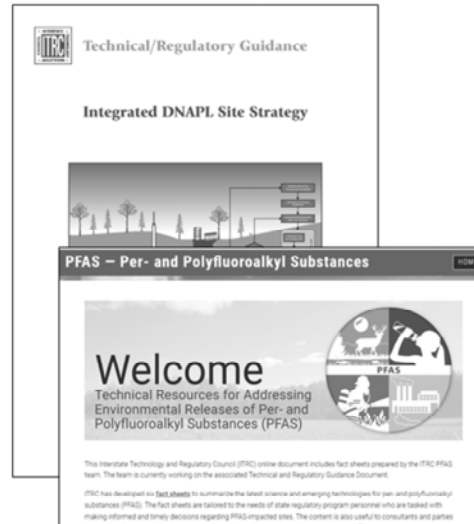 ITRC
Technical/Regulatory Guidance
Integrated DNAPL Site Strategy
PFAS — Per- and Polyfluoroalkyl Substances
HOM
Welcome
Technical Resources for Addressing
Environmental Releases of Per- and
Polyfluoroalkyl Substances (PFAS)
PFAS
This Interstate Technology and Regulatory Council (ITRC) online document includes fact sheets prepared by the ITRC PFAS
team. The team is currently working on the associated Technical and Regulatory Guidance Document.
ITRC has developed six fact sheets to summarize the latest science and emerging technologies for per- and polyfluoroalkyl
substances (PFAS). The fact sheets are tailored to the needs of state regulatory program personnel who are tasked with
making informed and timely decisions regarding PFAS-impacted sites. The content is also useful to consultants and parties